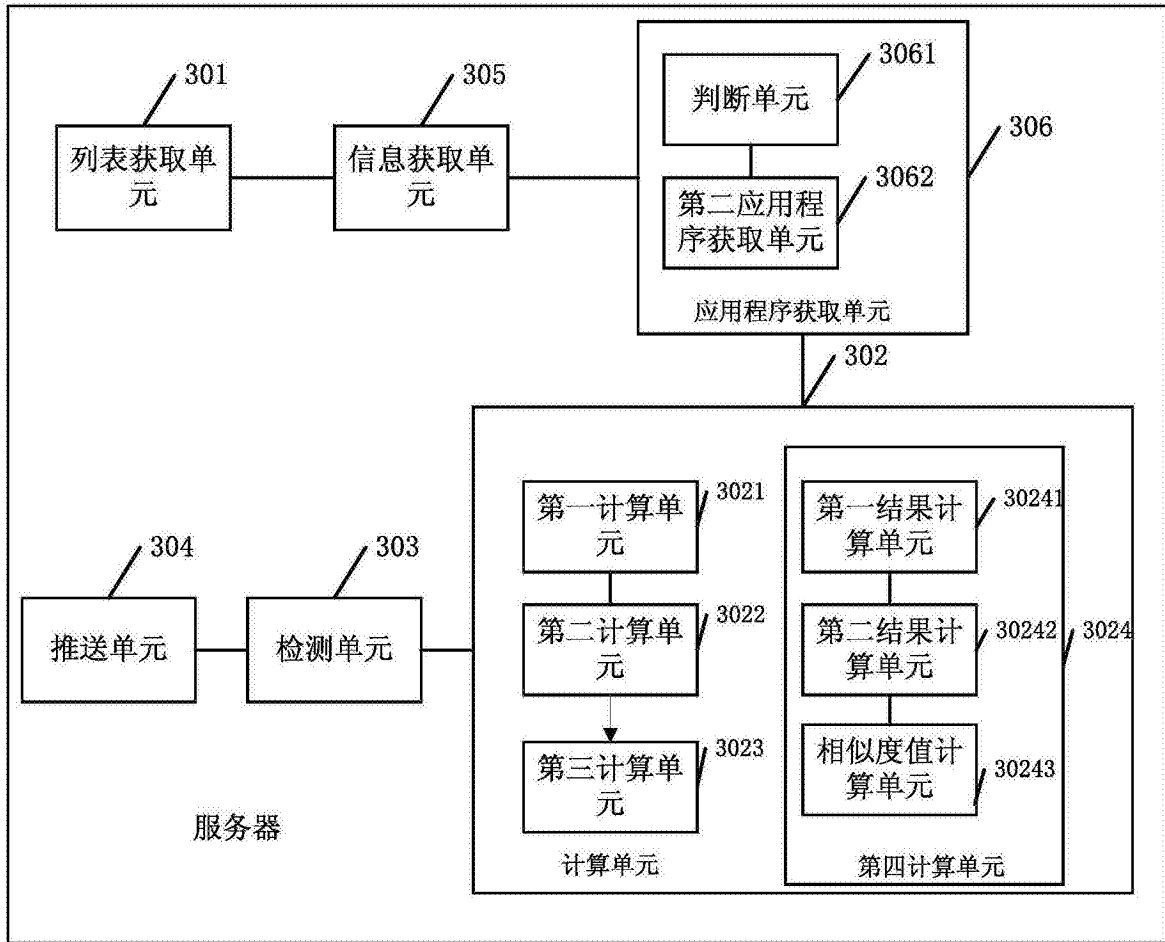 301
列表获取单
元
305
信息获取单
元
3061
判断单元
3062
第二应用程
序获取单元
306
应用程序获取单元
302
3021
第一计算单
元
3022
第二计算单
元
3023
第三计算单
元
计算单元
30241
第一结果计
算单元
30242
第二结果计
算单元
3024
30243
相似度值计
算单元
第四计算单元
304
推送单元
303
检测单元
服务器